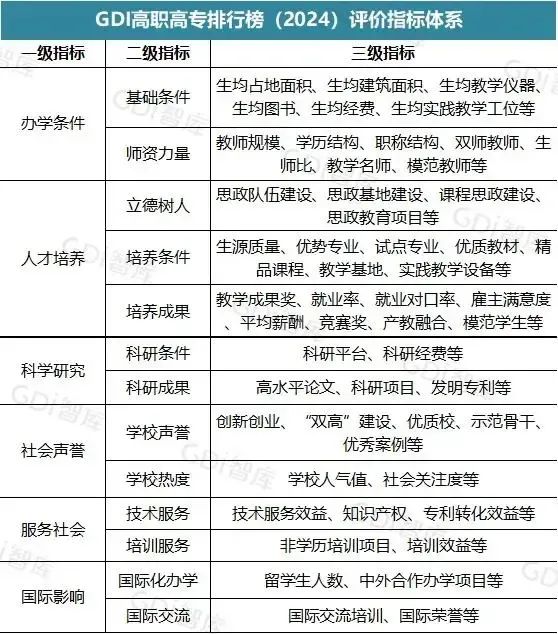 GDI高职高专排行榜（2024）评价指标体系
一级指标 二级指标 三级指标
办学条件
基础条件
生均占地面积、生均建筑面积、生均教学仪器、
生均图书、生均经费、生均实践教学工位等
师资力量
教师规模、学历结构、职称结构、双师教师、生
师比、教学名师、模范教师等
人才培养
立德树人
思政队伍建设、思政基地建设、课程思政建设、
思政教育项目等
培养条件
生源质量、优势专业、试点专业、优质教材、精
品课程、教学基地、实践教学设备等
培养成果
教学成果奖、就业率、就业对口率、雇主满意度
、平均薪酬、竞赛奖、产教融合、模范学生等
科学研究
科研条件 科研平台、科研经费等
科研成果 高水平论文、科研项目、发明专利等
社会声誉
学校声誉
创新创业、“双高”建设、优质校、示范骨干、
优秀案例等
学校热度 学校人气值、社会关注度等
服务社会
技术服务 技术服务效益、知识产权、专利转化效益等
培训服务 非学历培训项目、培训效益等
国际影响
国际化办学 留学生人数、中外合作办学项目等
国际交流 国际交流培训、国际荣誉等
GDI智库